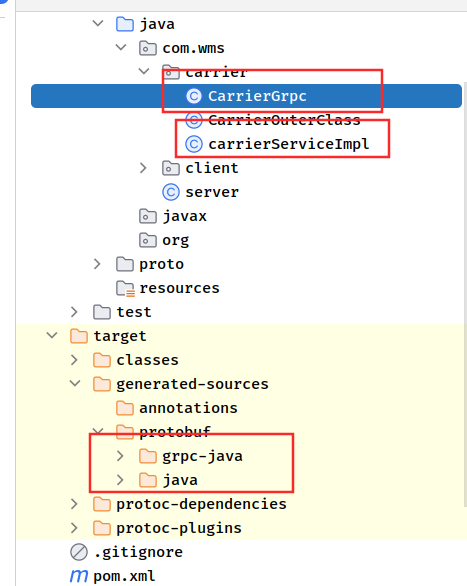 java
com.wms
carrier
CarrierGrpc
CarrierOuterClass
carrierServiceImpl
client
server
javax
org
proto
resources
test
target
classes
generated-sources
annotations
protobuf
grpc-java
java
protoc-dependencies
protoc-plugins
.gitignore
pom.xml